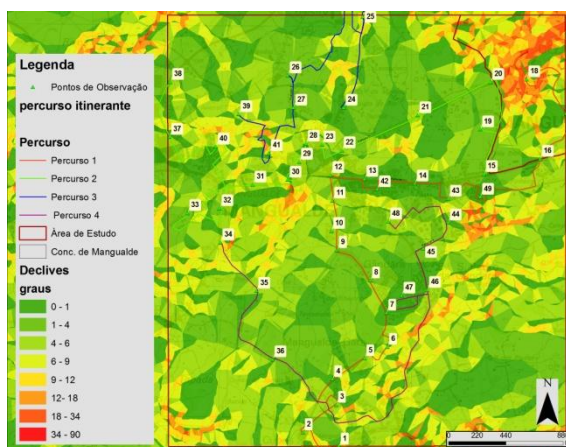 Legenda
Pontos de Observação
percurso itinerante
Percurso
Percurso 1
Percurso 2
Percurso 3
Percurso 4
Área de Estudo
Conc. de Mangualde
Declives
graus
0 - 1
1 - 4
4 - 6
6 - 9
9 - 12
12- 18
18 - 34
34 - 90
25
26
38
20
18
27
24
39
21
19
37
40
28
23
22
41
29
16
12
13
15
30
31
42
14
43
49
11
32
33
48
44
10
34
9
45
8
35
47
46
7
6
36
5
4
3
2
1
N
0
220
440